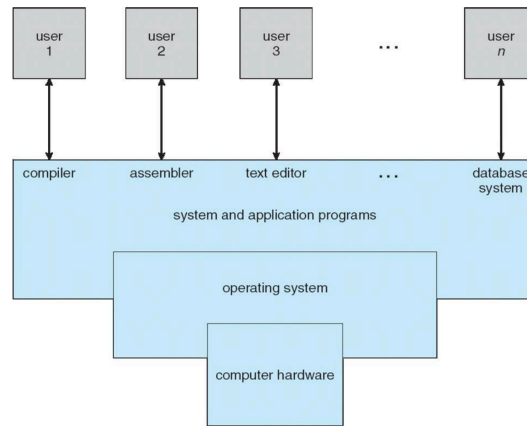 user
1
user
2
user
3
...
user
n
compiler
assembler
text editor
...
database
system
system and application programs
operating system
computer hardware